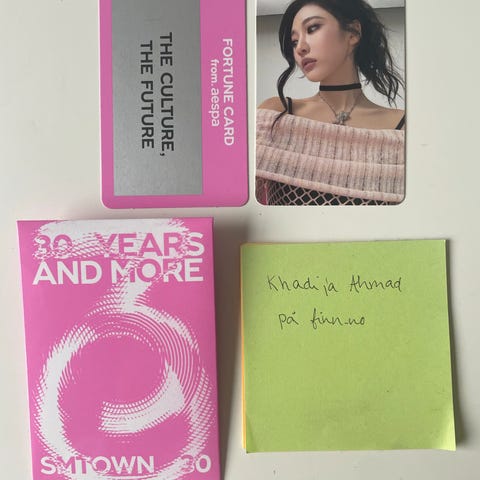 FORTUNE CARD
from. aespa
THE CULTURE,
THE FUTURE
30 YEARS
AND MORE
SMTOWN 30
Khadija Ahmad
på finn.no